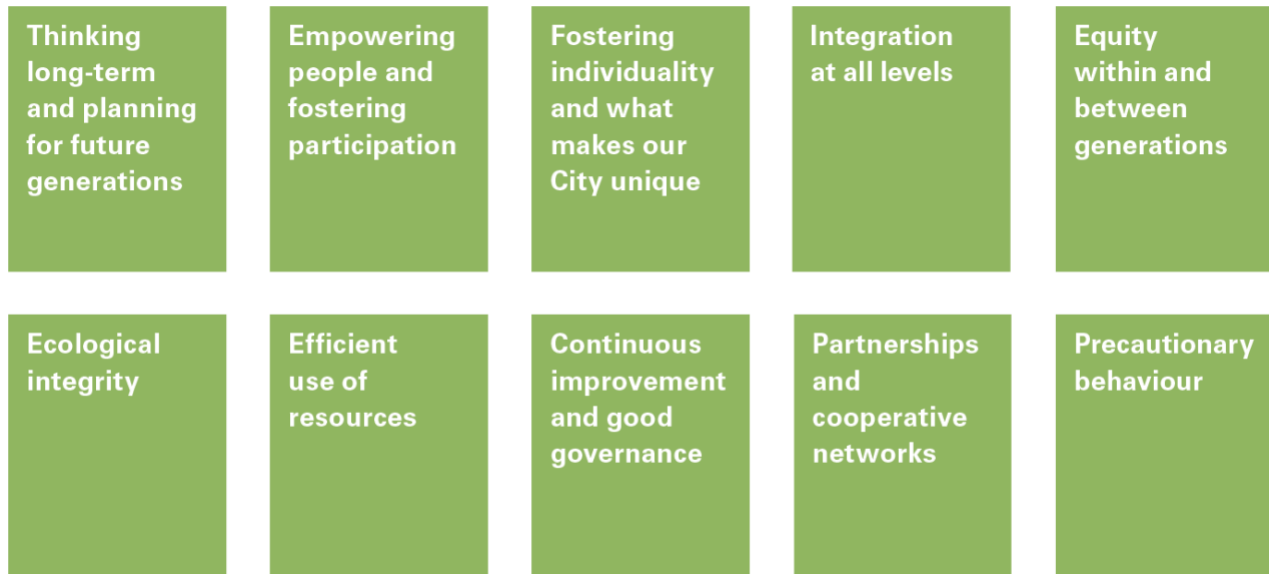 Thinking
long-term
and planning
for future
generations
Empowering
people and
fostering
participation
Fostering
individuality
and what
makes our
City unique
Integration
at all levels
Equity
within and
between
generations
Ecological
integrity
Efficient
use of
resources
Continuous
improvement
and good
governance
Partnerships
and
cooperative
networks
Precautionary
behaviour